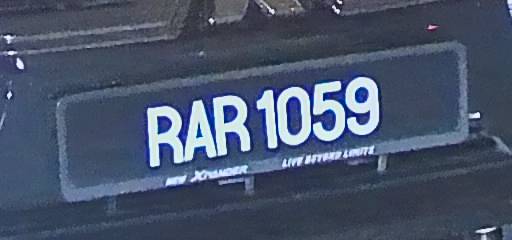 RAR 1059
NEW XPANDER LIVE BEYOND LIMITS